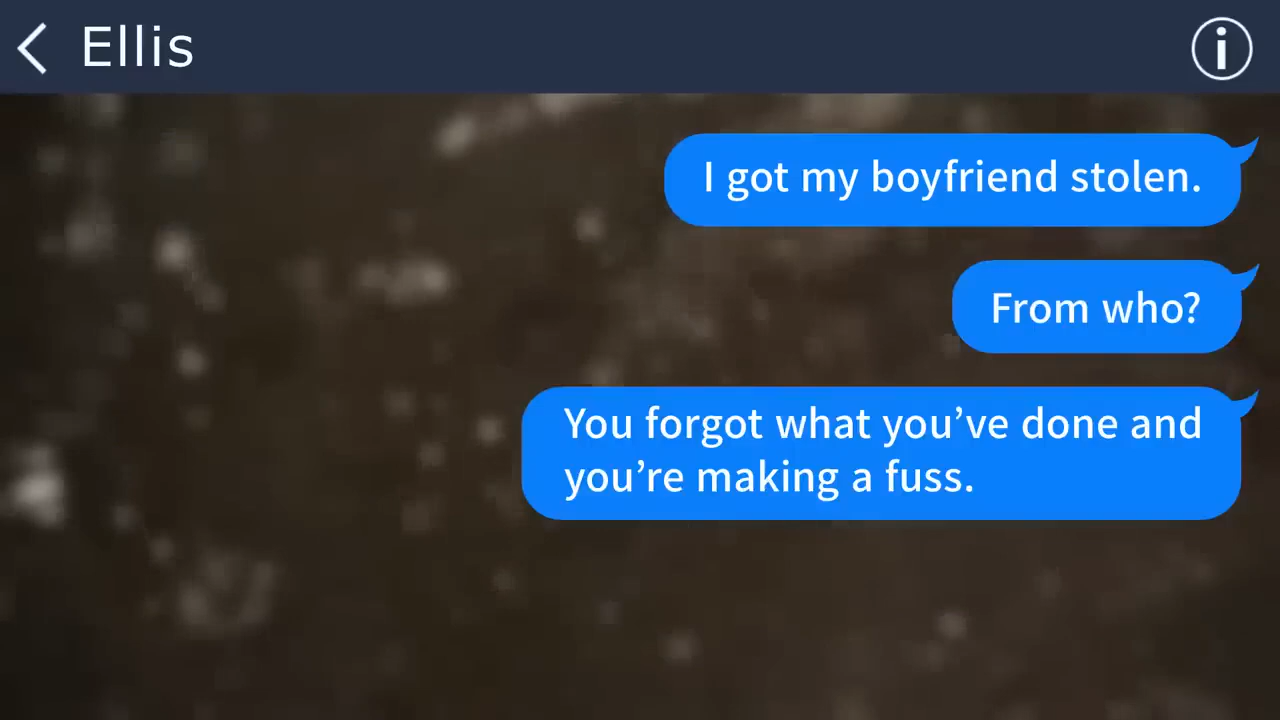 Ellis
I got my boyfriend stolen.
From who?
You forgot what you’ve done and
you’re making a fuss.